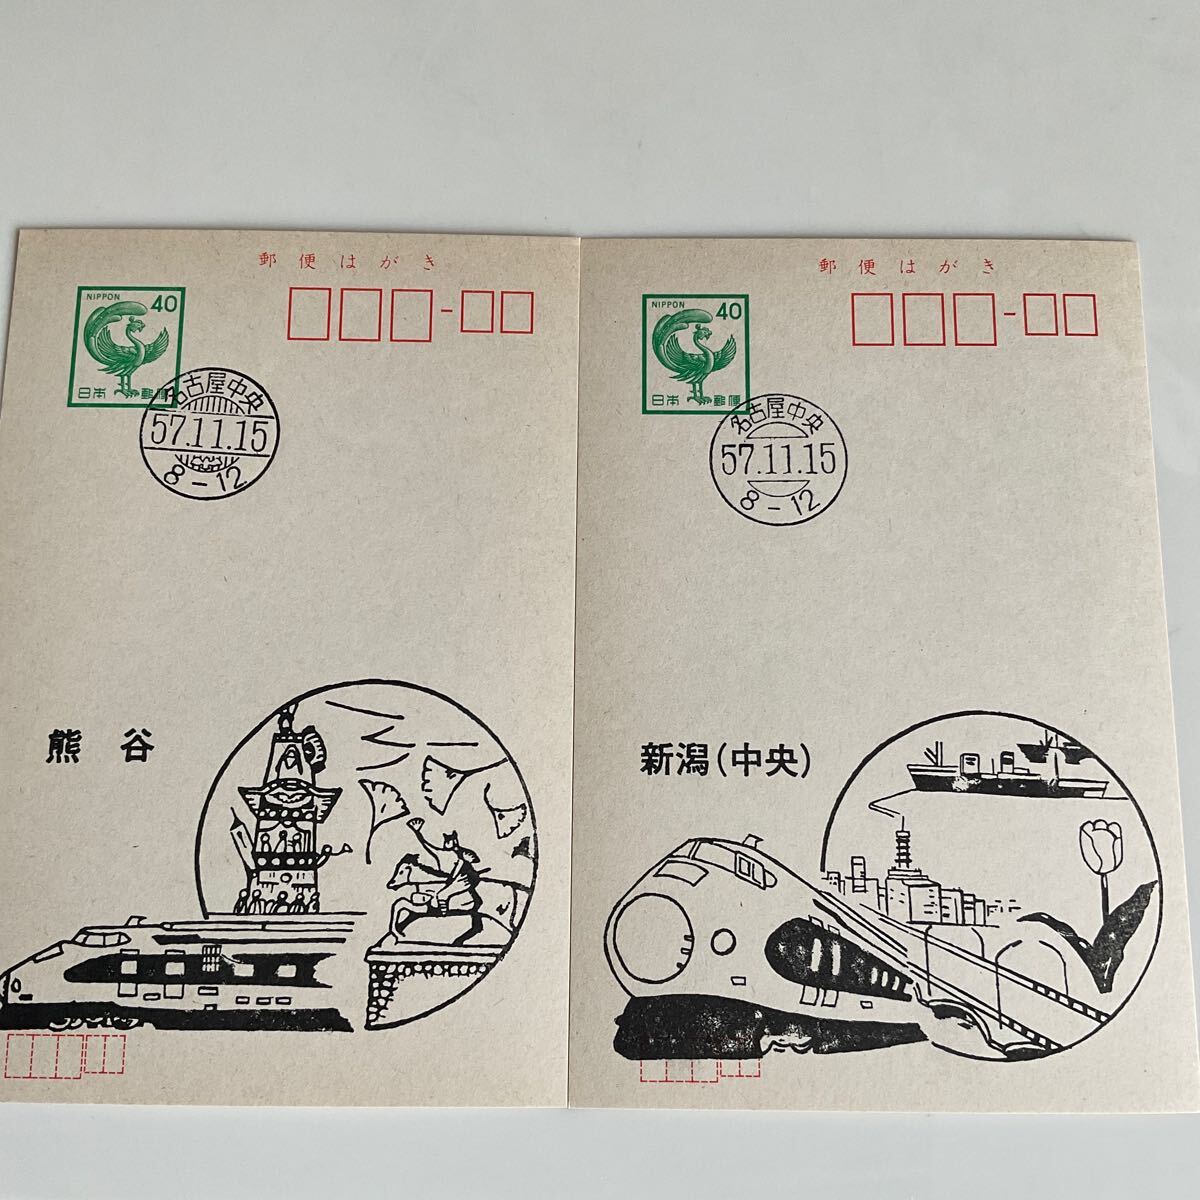 郵便はがき
NIPPON 40
日本郵便
名古屋中央
57.11.15
8-12
熊谷
郵便はがき
NIPPON 40
日本郵便
名古屋中央
57.11.15
8-12
新潟(中央)